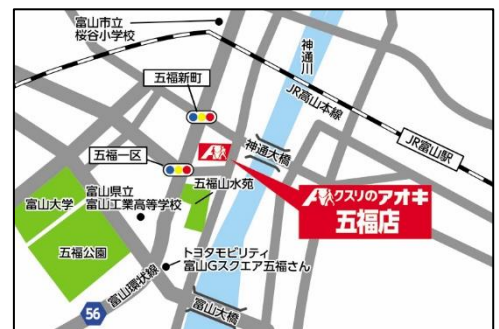 富山市立
桜谷小学校
神通川
五福新町
JR高山本線
JR富山駅
神通大橋
五福一区
クスリのアオキ
五福店
五福山水苑
富山大学
富山県立
富山工業高等学校
五福公園
トヨタモビリティ
富山Gスクエア五福さん
富山環状線
56
富山大橋